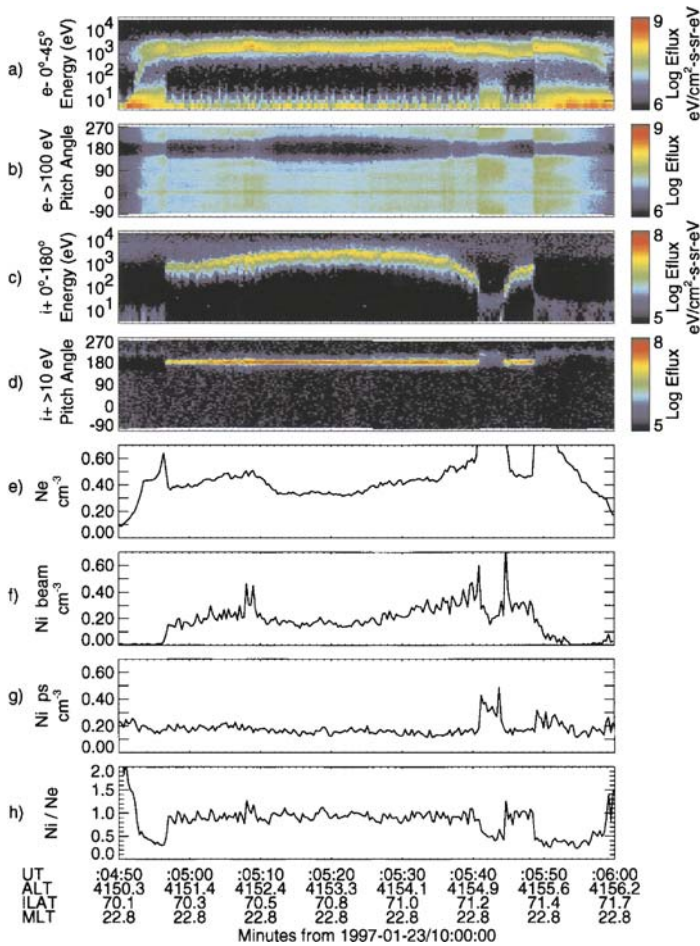 a)
e- 0°-45°
Energy (eV)
10⁴
10³
10²
10¹
9
6
Log Eflux
eV/cm²-s-sr-eV
b)
e- >100 eV
Pitch Angle
270
180
90
0
-90
9
6
Log Eflux
c)
i+ 0°-180°
Energy (eV)
10⁴
10³
10²
10¹
8
5
Log Eflux
eV/cm²-s-sr-eV
d)
i+ >10 eV
Pitch Angle
270
180
90
0
-90
8
5
Log Eflux
e)
Ne
cm⁻³
0.60
0.40
0.20
0.00
f)
Ni beam
cm⁻³
0.60
0.40
0.20
0.00
g)
Ni ps
cm⁻³
0.60
0.40
0.20
0.00
h)
Ni / Ne
2.0
1.5
1.0
0.5
0.0
UT :04:50 :05:00 :05:10 :05:20 :05:30 :05:40 :05:50 :06:00
ALT 4150.3 4151.4 4152.4 4153.3 4154.1 4154.9 4155.6 4156.2
ILAT 70.1 70.3 70.5 70.8 71.0 71.2 71.4 71.7
MLT 22.8 22.8 22.8 22.8 22.8 22.8 22.8 22.8
Minutes from 1997-01-23/10:00:00